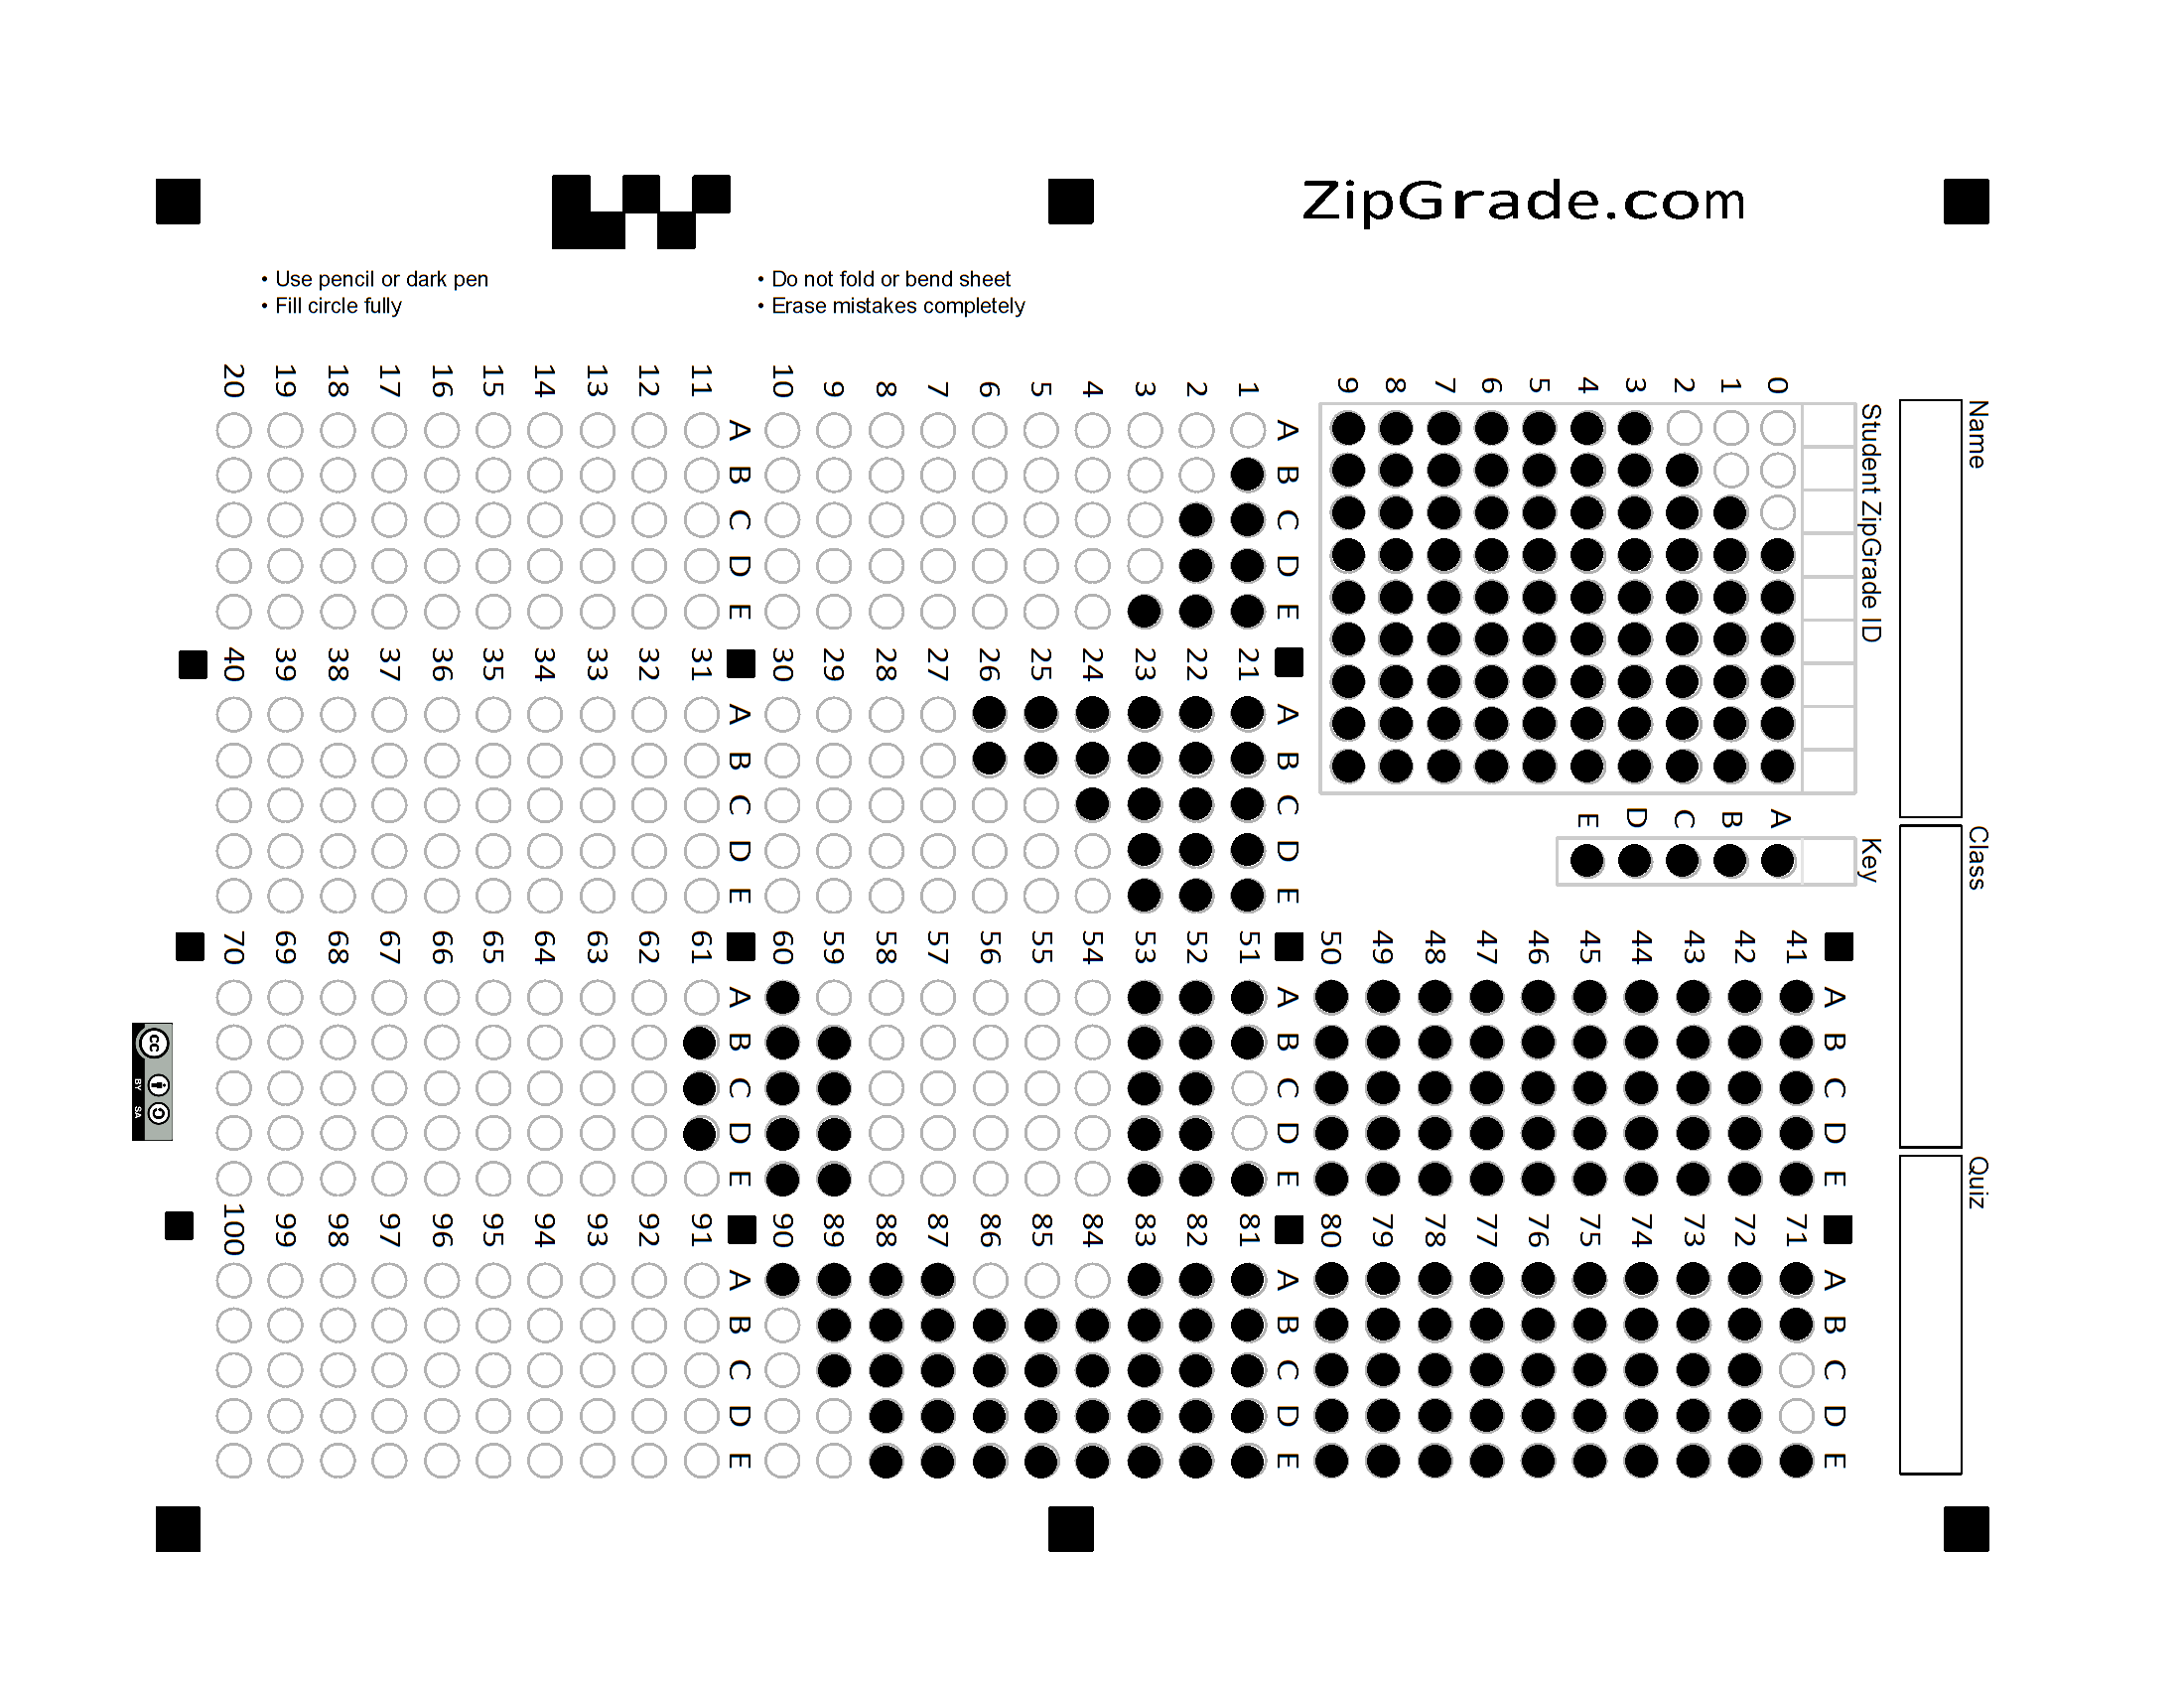 ZipGrade.com
• Use pencil or dark pen
• Fill circle fully
• Do not fold or bend sheet
• Erase mistakes completely
Name
Class
Quiz
Student ZipGrade ID
0 1 2 3 4 5 6 7 8 9
Key
A B C D E
1 2 3 4 5 6 7 8 9 10
A B C D E
11 12 13 14 15 16 17 18 19 20
A B C D E
21 22 23 24 25 26 27 28 29 30
A B C D E
31 32 33 34 35 36 37 38 39 40
A B C D E
41 42 43 44 45 46 47 48 49 50
A B C D E
51 52 53 54 55 56 57 58 59 60
A B C D E
61 62 63 64 65 66 67 68 69 70
A B C D E
71 72 73 74 75 76 77 78 79 80
A B C D E
81 82 83 84 85 86 87 88 89 90
A B C D E
91 92 93 94 95 96 97 98 99 100
A B C D E
cc BY SA